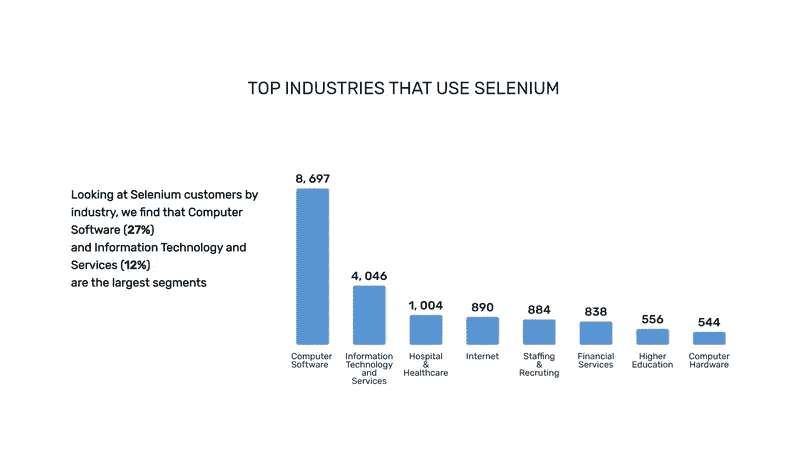 TOP INDUSTRIES THAT USE SELENIUM
Looking at Selenium customers by
industry, we find that Computer
Software (27%)
and Information Technology and
Services (12%)
are the largest segments
8, 697
4, 046
1, 004
890
884
838
556
544
Computer
Software
Information
Technology
and
Services
Hospital
&
Healthcare
Internet
Staffing
&
Recruting
Financial
Services
Higher
Education
Computer
Hardware